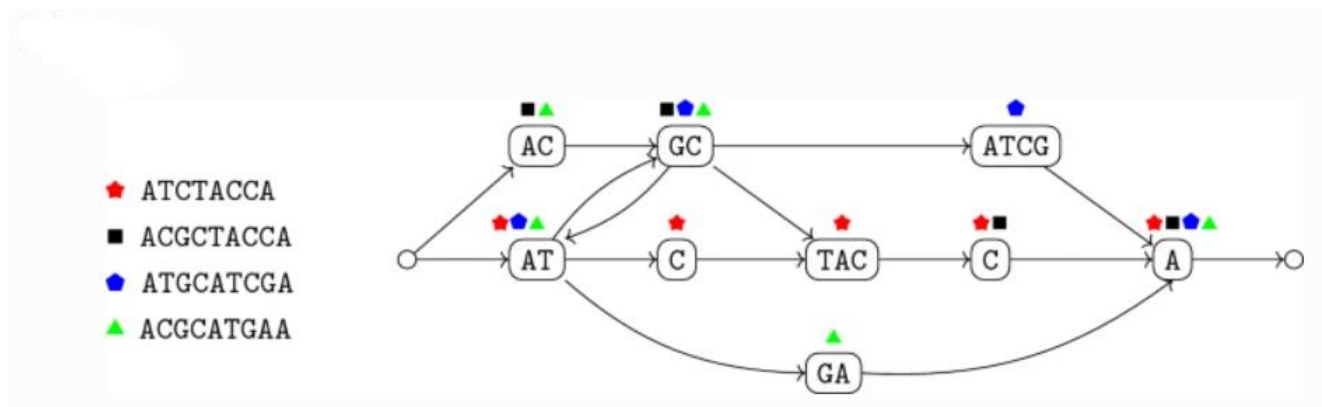 AC GC ATCG
ATCTACCA
ACGCTACCA
AT C TAC C A
ATGCATCGA
ACGCATGAA
GA